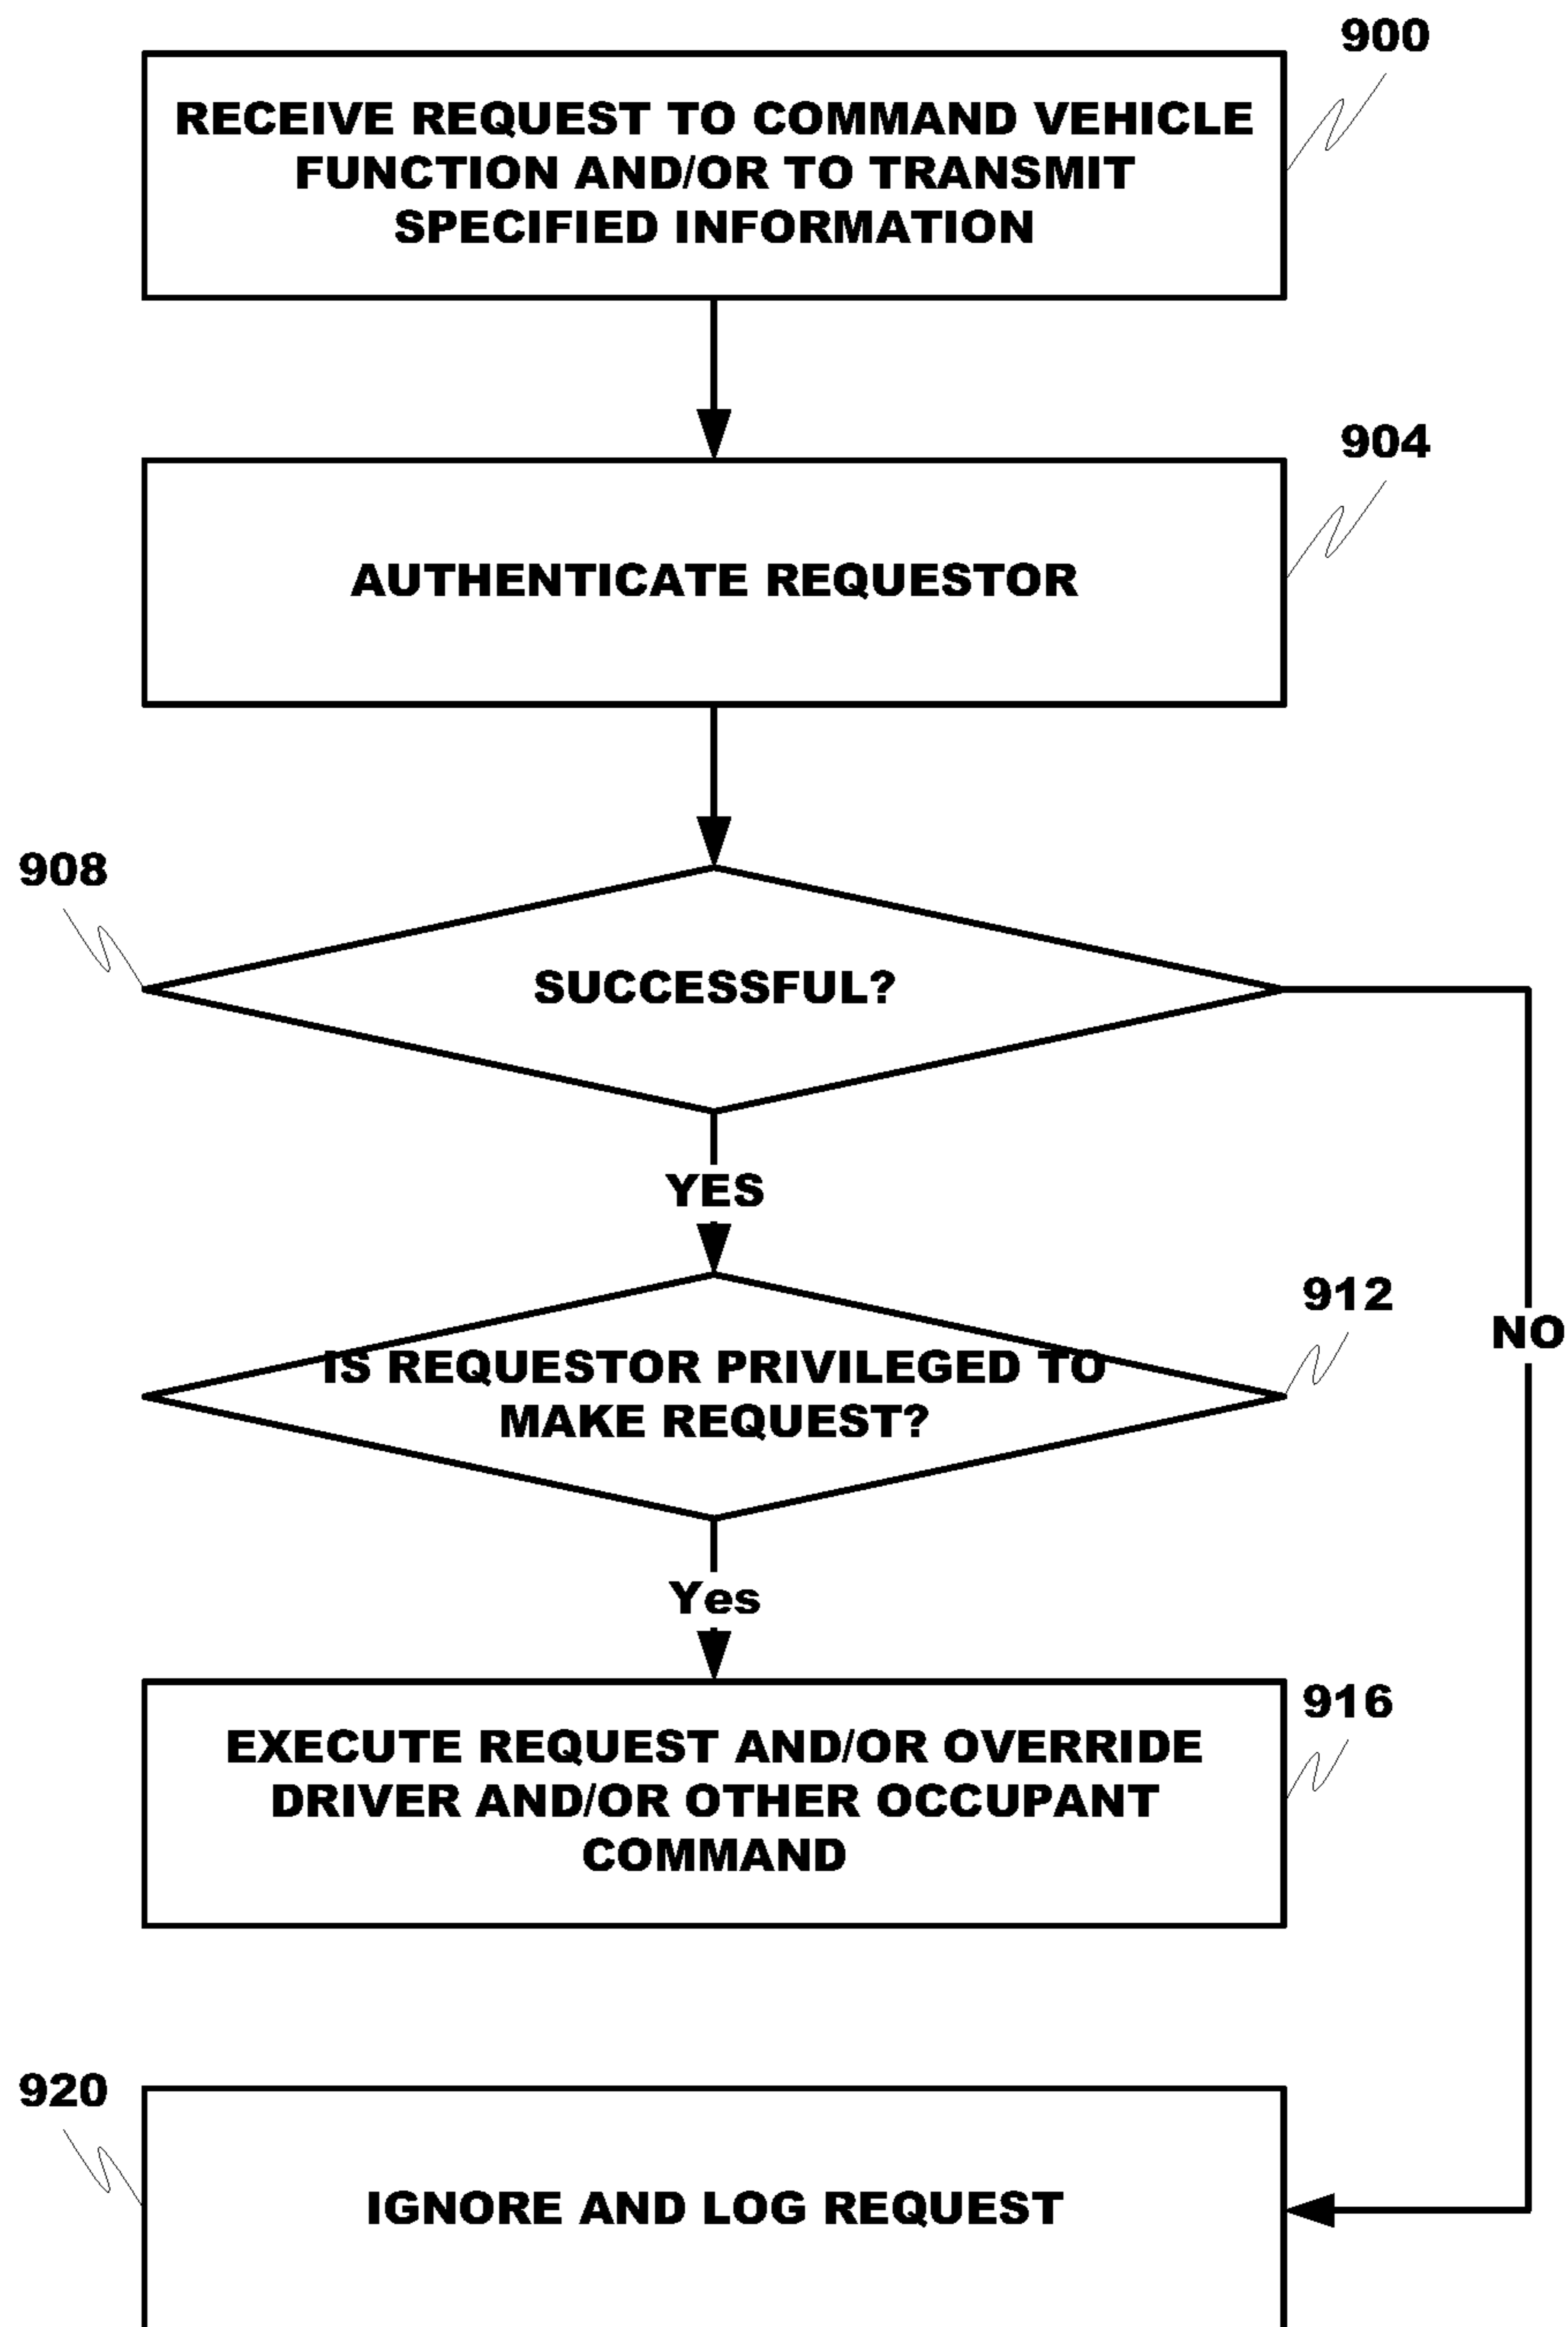 900
RECEIVE REQUEST TO COMMAND VEHICLE
FUNCTION AND/OR TO TRANSMIT
SPECIFIED INFORMATION
904
AUTHENTICATE REQUESTOR
908
SUCCESSFUL?
YES
912
NO
IS REQUESTOR PRIVILEGED TO
MAKE REQUEST?
Yes
916
EXECUTE REQUEST AND/OR OVERRIDE
DRIVER AND/OR OTHER OCCUPANT
COMMAND
920
IGNORE AND LOG REQUEST